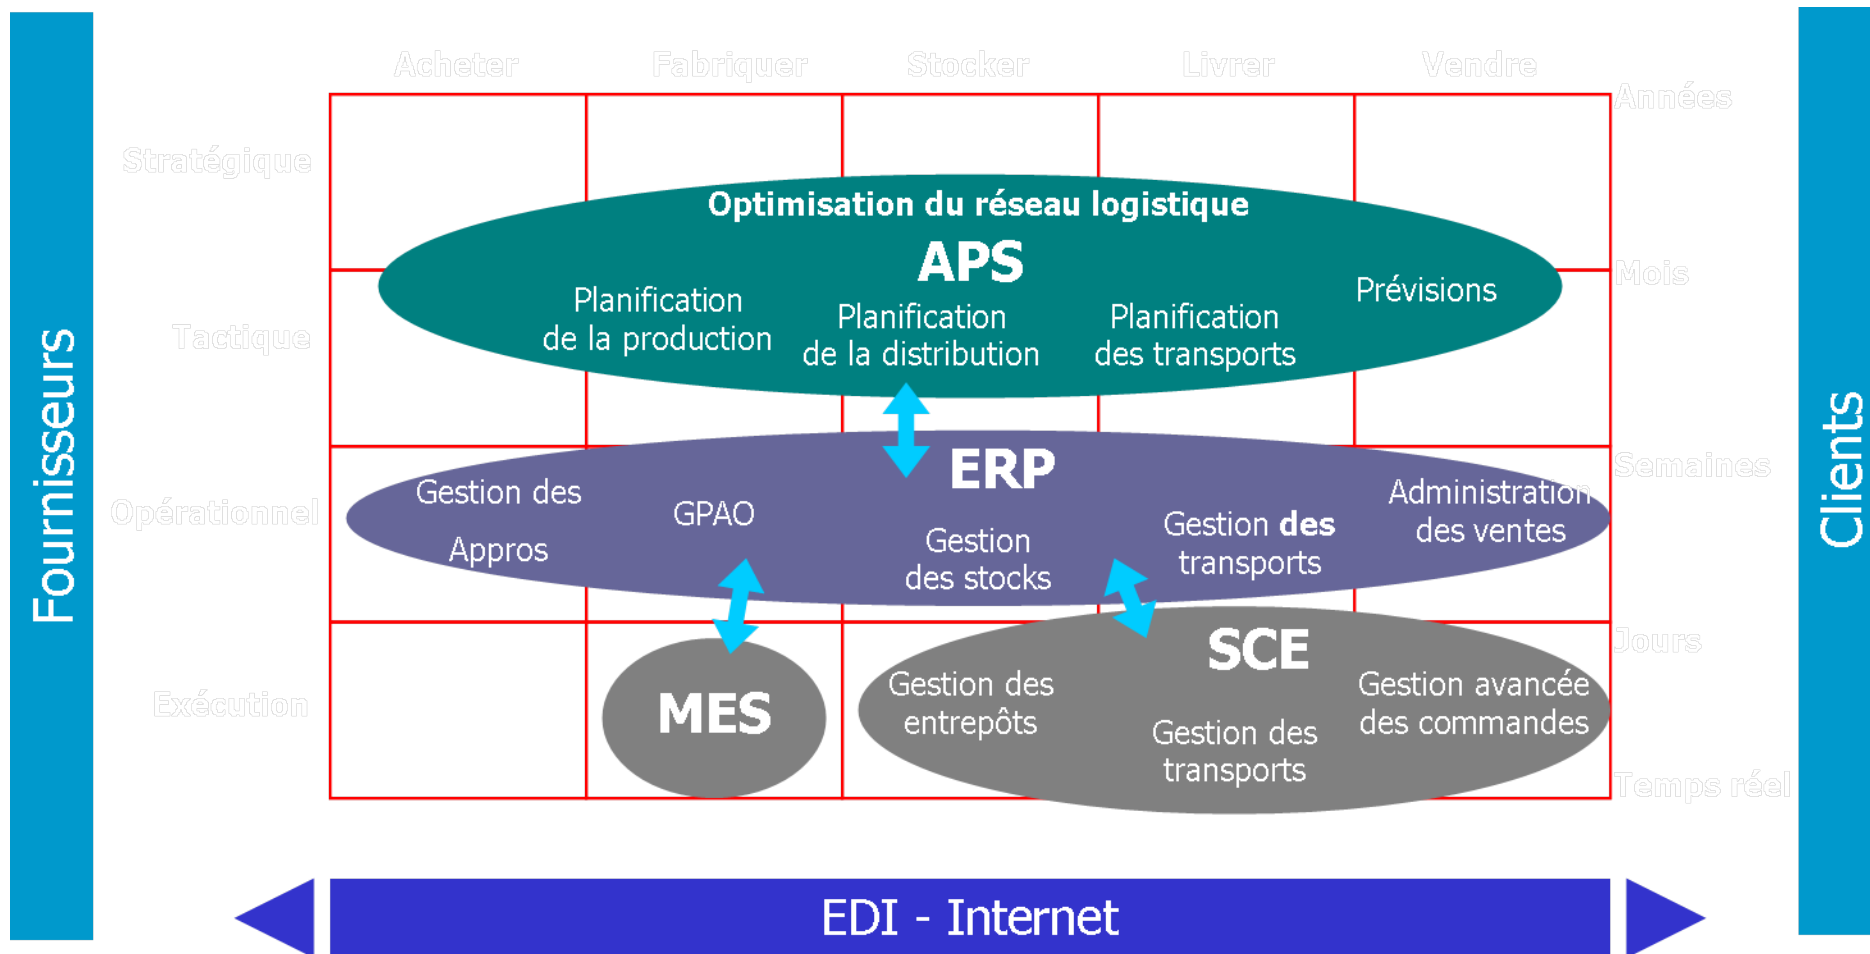 Fournisseurs
Acheter
Fabriquer
Stocker
Livrer
Vendre
Années
Stratégique
Optimisation du réseau logistique
APS
Mois
Tactique
Planification
de la production
Planification
de la distribution
Planification
des transports
Prévisions
Semaines
Opérationnel
ERP
Gestion des
Appros
GPAO
Gestion
des stocks
Gestion des
transports
Administration
des ventes
Jours
Exécution
MES
SCE
Gestion des
entrepôts
Gestion des
transports
Gestion avancée
des commandes
Temps réel
Clients
EDI - Internet